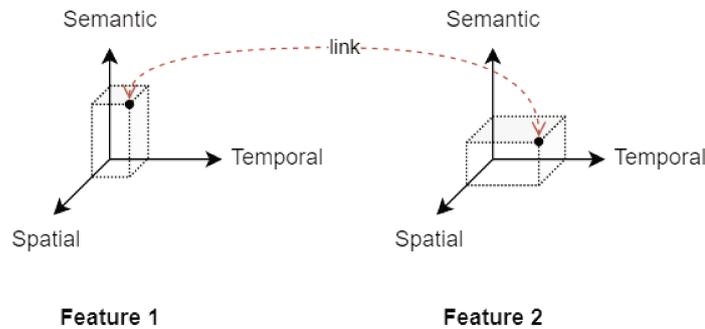 Semantic
Semantic
link
Temporal
Temporal
Spatial
Spatial
Feature 1
Feature 2